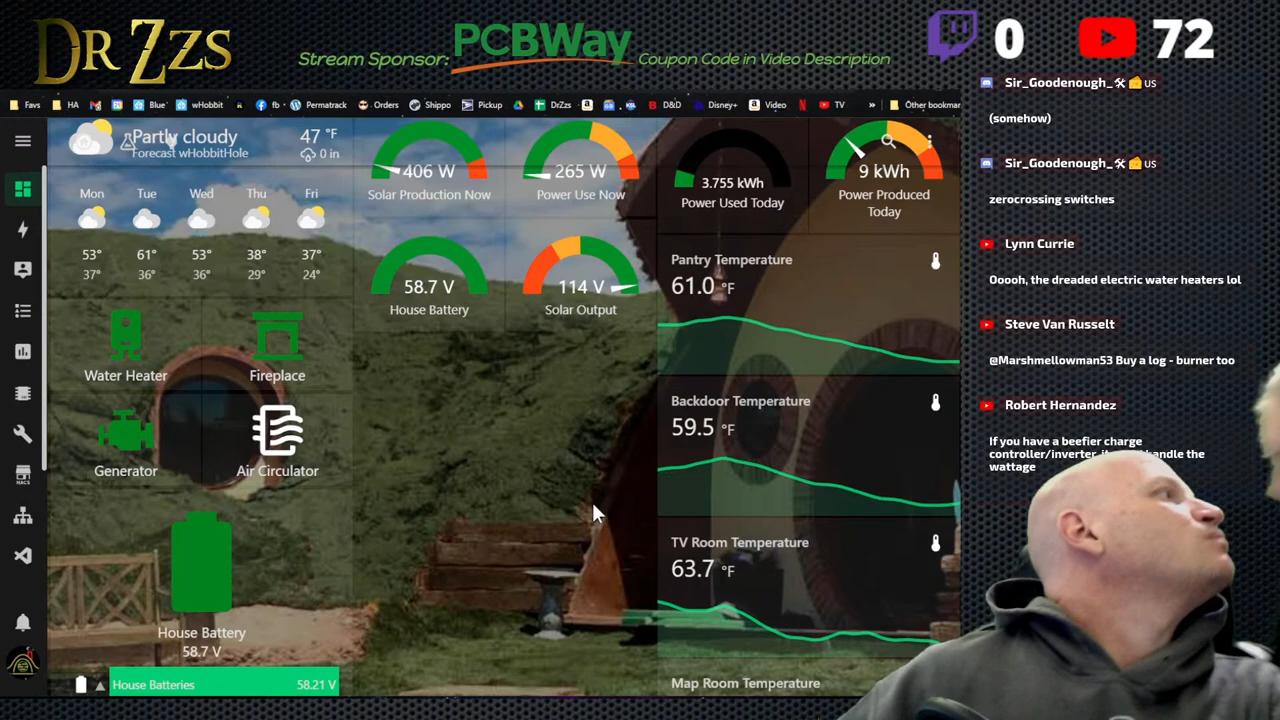 DR ZZS
Stream Sponsor: PCBWay Coupon Code in Video Description
0
72
Favs
HA
Blue
wHobbit
fb
Permatrack
Orders
Shippo
Pickup
DrZzs
D&D
Disney+
Video
TV
»
Other bookmar
Partly cloudy
Forecast wHobbitHole
47 °F
0 in
Mon Tue Wed Thu Fri
53° 61° 53° 38° 37°
37° 36° 36° 29° 24°
Water Heater
Fireplace
Generator
Air Circulator
House Battery
58.7 V
House Batteries 58.21 V
406 W
Solar Production Now
265 W
Power Use Now
58.7 V
House Battery
114 V
Solar Output
3.755 kWh
Power Used Today
9 kWh
Power Produced
Today
Pantry Temperature
61.0 °F
Backdoor Temperature
59.5 °F
TV Room Temperature
63.7 °F
Map Room Temperature
HACS
Sir_Goodenough_🛠🧀US
(somehow)
Sir_Goodenough_🛠🧀US
zerocrossing switches
Lynn Currie
Ooooh, the dreaded electric water heaters lol
Steve Van Russelt
@Marshmellowman53 Buy a log - burner too
Robert Hernandez
If you have a beefier charge
controller/inverter, it
handle the
wattage